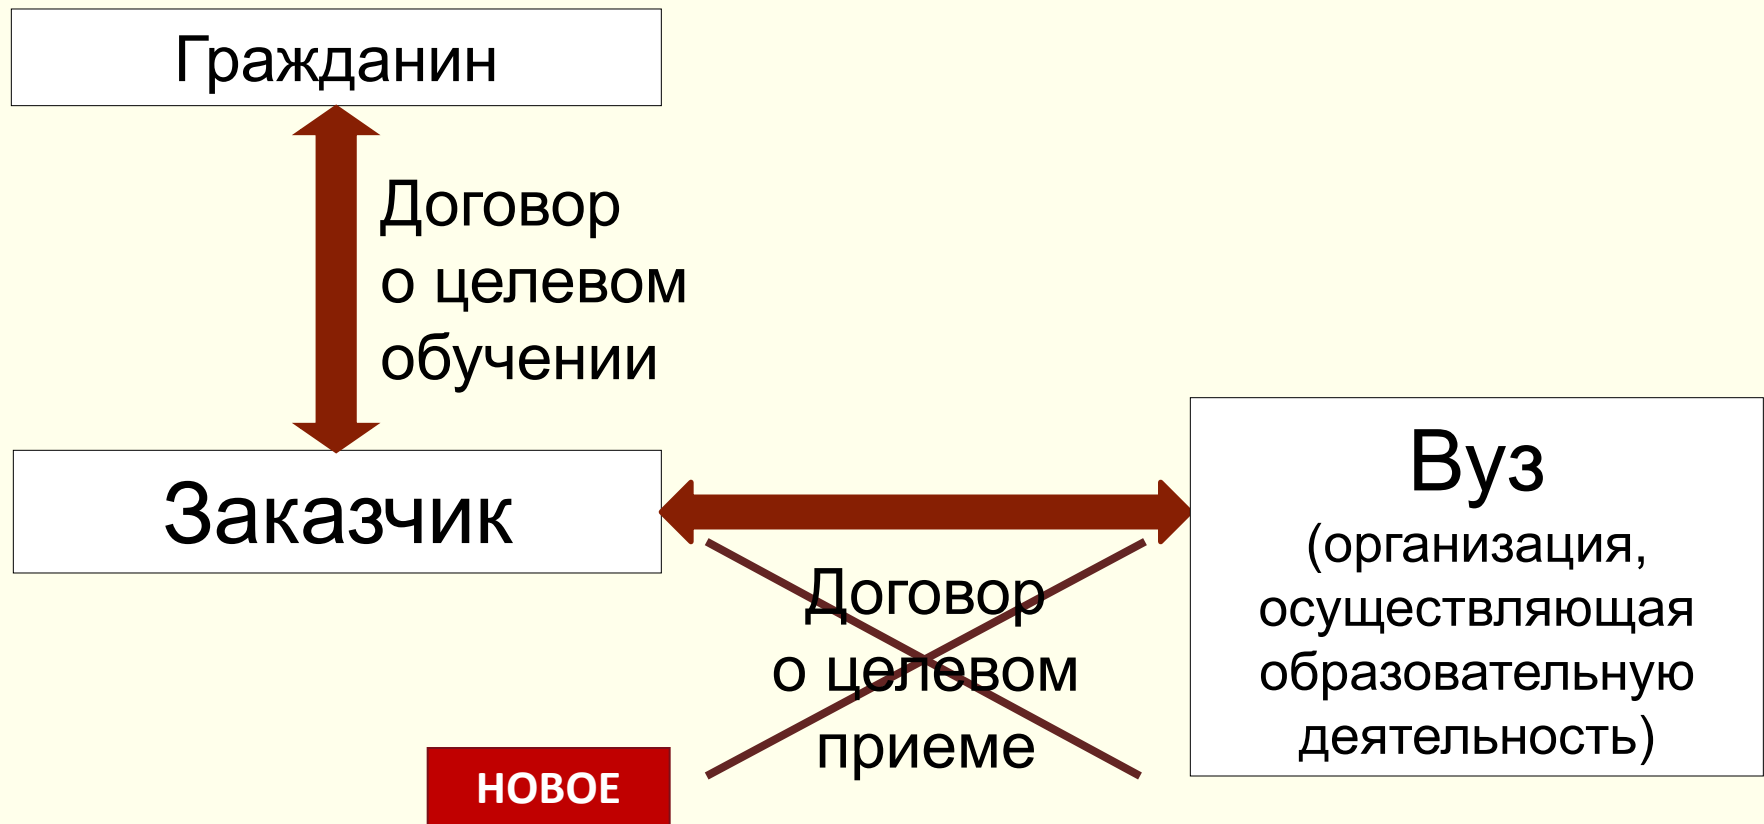 Гражданин
Договор
о целевом
обучении
Заказчик
Вуз
(организация,
осуществляющая
образовательную
деятельность)
Договор
о целевом
приеме
НОВОЕ